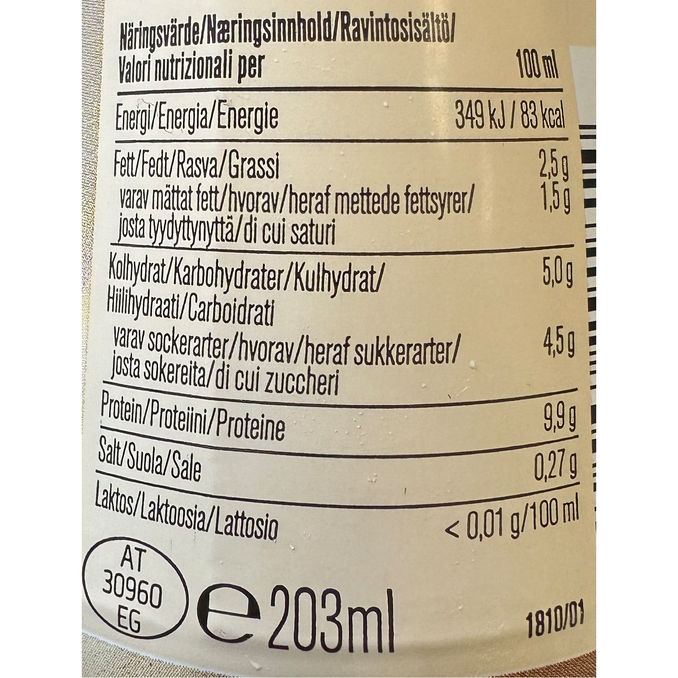 Näringsvärde/Næringsinnhold/Ravintosisältö/
Valori nutrizionali per 100 ml
Energi/Energia/Energie 349 kJ / 83 kcal
Fett/Fedt/Rasva/Grassi 2,5 g
varav mättat fett/hvorav/heraf mettede fettsyrer/ 1,5 g
josta tyydyttynyttä/di cui saturi
Kolhydrat/Karbohydrater/Kulhydrat/ 5,0 g
Hiilihydraati/Carboidrati
varav sockerarter/hvorav/heraf sukkerarter/ 4,5 g
josta sokereita/di cui zuccheri
Protein/Proteiini/Proteine 9,9 g
Salt/Suola/Sale 0,27 g
Laktos/Laktoosia/Lattosio < 0,01 g/100 ml
AT
30960
EG
e 203ml
1810/01